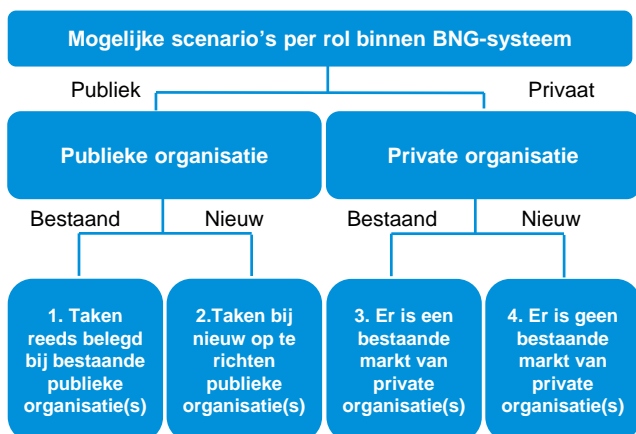 Mogelijke scenario's per rol binnen BNG-systeem
Publiek
Privaat
Publieke organisatie
Private organisatie
Bestaand
Nieuw
Bestaand
Nieuw
1. Taken
reeds belegd
bij bestaande
publieke
organisatie(s)
2.Taken bij
nieuw op te
richten
publieke
organisatie(s)
3. Er is een
bestaande
markt van
private
organisatie(s)
4. Er is geen
bestaande
markt van
private
organisatie(s)